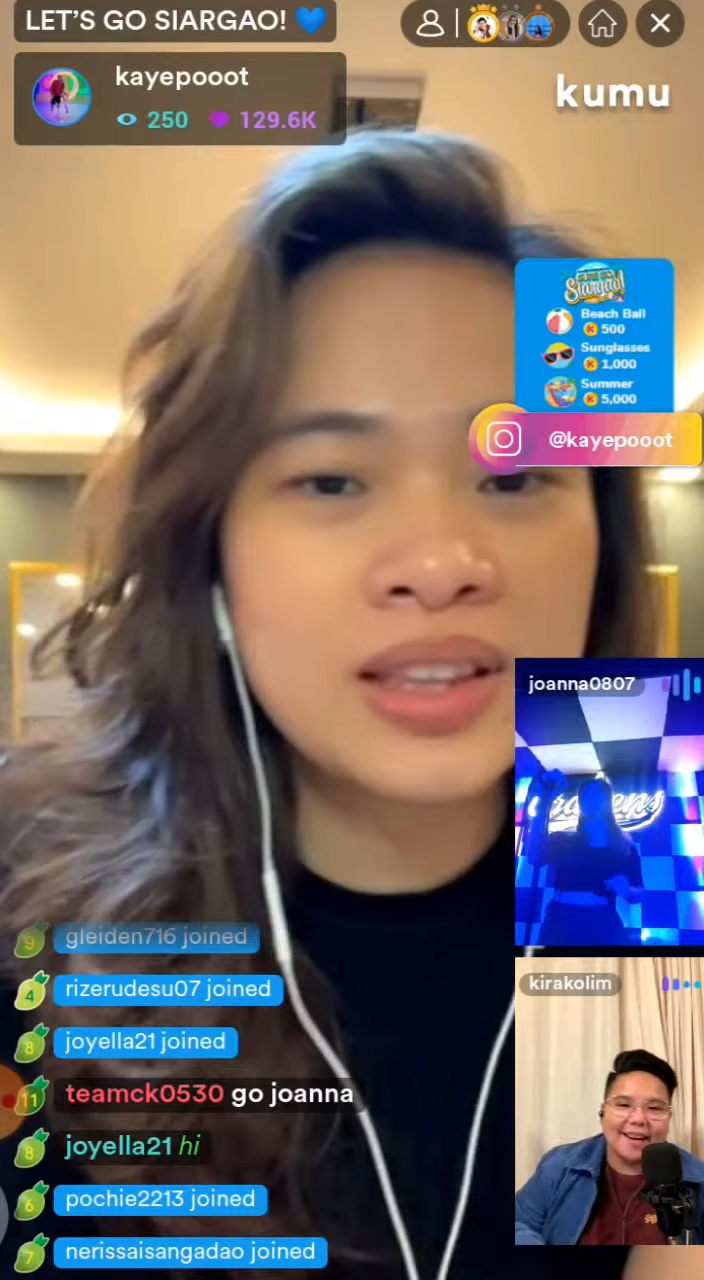 LET'S GO SIARGAO! 💙
kayepooot
250 129.6K
kumu
Siargao!
Beach Ball
500
Sunglasses
1,000
Summer
5,000
@kayepooot
joanna0807
kirakolim
9 gleiden716 joined
4 rizerudesu07 joined
8 joyella21 joined
11 teamck0530 go joanna
8 joyella21 hi
6 pochie2213 joined
7 nerissaisangadao joined